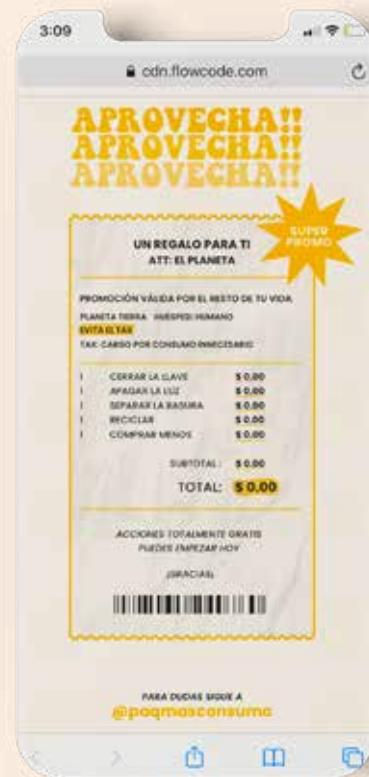 3:09
cdn.flowcode.com
APROVECHA!!
APROVECHA!!
APROVECHA!!
SUPER
PROMO
UN REGALO PARA TI
ATT: EL PLANETA
PROMOCIÓN VÁLIDA POR EL RESTO DE TU VIDA
PLANETA TIERRA HUESPED: HUMANO
EVITA EL TAX
TAX: CARGO POR CONSUMO INNECESARIO
1 CERRAR LA LLAVE $ 0.00
1 APAGAR LA LUZ $ 0.00
1 SEPARAR LA BASURA $ 0.00
1 RECICLAR $ 0.00
1 COMPRAR MENOS $ 0.00
SUBTOTAL: $ 0.00
TOTAL: $ 0.00
ACCIONES TOTALMENTE GRATIS
PUEDES EMPEZAR HOY
¡GRACIAS!
PARA DUDAS SIGUE A
@paqmasconsumo